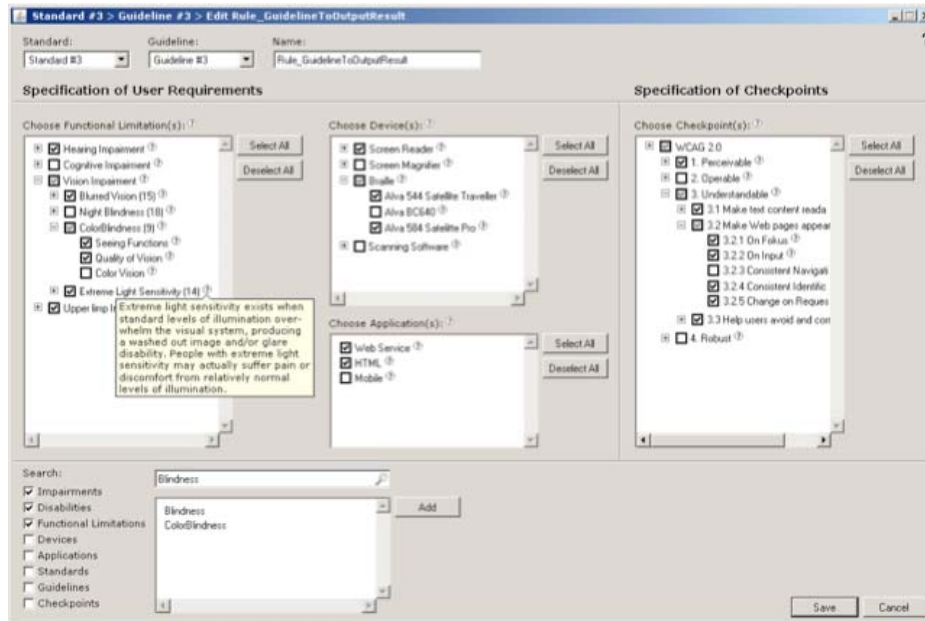 Standard #3 > Guideline #3 > Edit Rule_GuidelineToOutputResult
Standard: Guideline: Name:
Standard #3 Guideline #3 Rule_GuidelineToOutputResult
Specification of User Requirements
Choose Functional Limitation(s): ?
Hearing Impairment ?
Cognitive Impairment ?
Vision Impairment ?
Blurred Vision (15) ?
Night Blindness (18) ?
ColorBlindness (9) ?
Seeing Functions ?
Quality of Vision ?
Color Vision ?
Extreme Light Sensitivity (14) ?
Upper limp I
Extreme light sensitivity exists when
standard levels of illumination over-
whelm the visual system, producing
a washed out image and/or glare
disability. People with extreme light
sensitivity may actually suffer pain or
discomfort from relatively normal
levels of illumination.
Select All
Deselect All
Choose Device(s): ?
Screen Reader ?
Screen Magnifier ?
Braille ?
Alva 544 Satellite Traveller ?
Alva BC640 ?
Alva 584 Satellite Pro ?
Scanning Software ?
Select All
Deselect All
Choose Application(s): ?
Web Service ?
HTML ?
Mobile ?
Select All
Deselect All
Specification of Checkpoints
Choose Checkpoint(s): ?
WCAG 2.0
1. Perceivable ?
2. Operable ?
3. Understandable ?
3.1 Make text content reada
3.2 Make Web pages appear
3.2.1 On Fokus ?
3.2.2 On Input ?
3.2.3 Consistent Navigati
3.2.4 Consistent Identific
3.2.5 Change on Reques
3.3 Help users avoid and corr
4. Robust ?
Select All
Deselect All
Search:
Impairments
Disabilities
Functional Limitations
Devices
Applications
Standards
Guidelines
Checkpoints
Blindness
Blindness
ColorBlindness
Add
Save Cancel